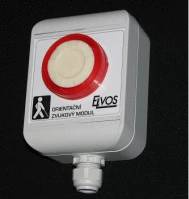 ELVOS
ORIENTAČNÍ
ZVUKOVÝ MODUL